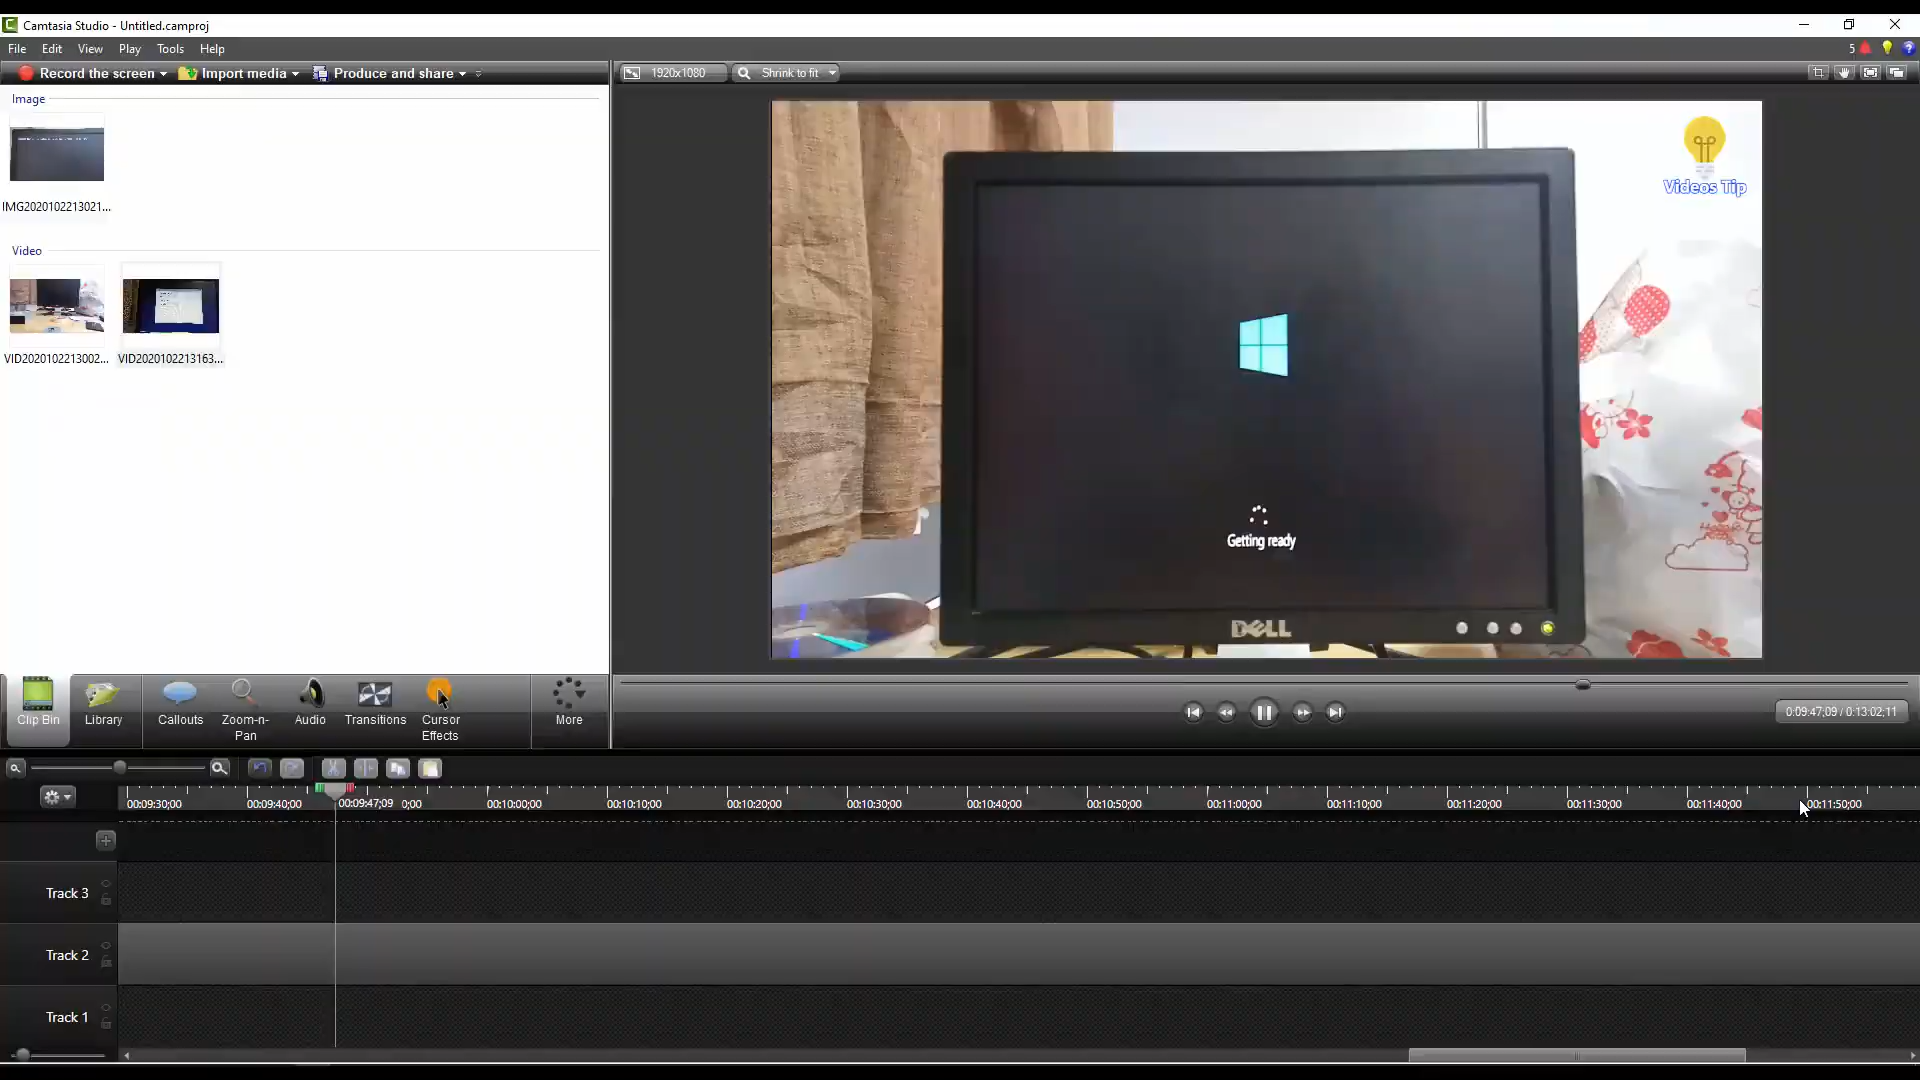 Camtasia Studio - Untitled.camproj
File Edit View Play Tools Help
5
Record the screen Import media Produce and share
1920x1080 Shrink to fit
Image
IMG2020102213021...
Video
VID2020102213002... VID2020102213163...
Videos Tip
Getting ready
DELL
Clip Bin Library Callouts Zoom-n-Pan Audio Transitions Cursor Effects More
0:09:47;09 / 0:13:02;11
00:09:30;00 00:09:40;00 00:09:47;09 0;00 00:10:00;00 00:10:10;00 00:10:20;00 00:10:30;00 00:10:40;00 00:10:50;00 00:11:00;00 00:11:10;00 00:11:20;00 00:11:30;00 00:11:40;00 00:11:50;00
Track 3
Track 2
Track 1